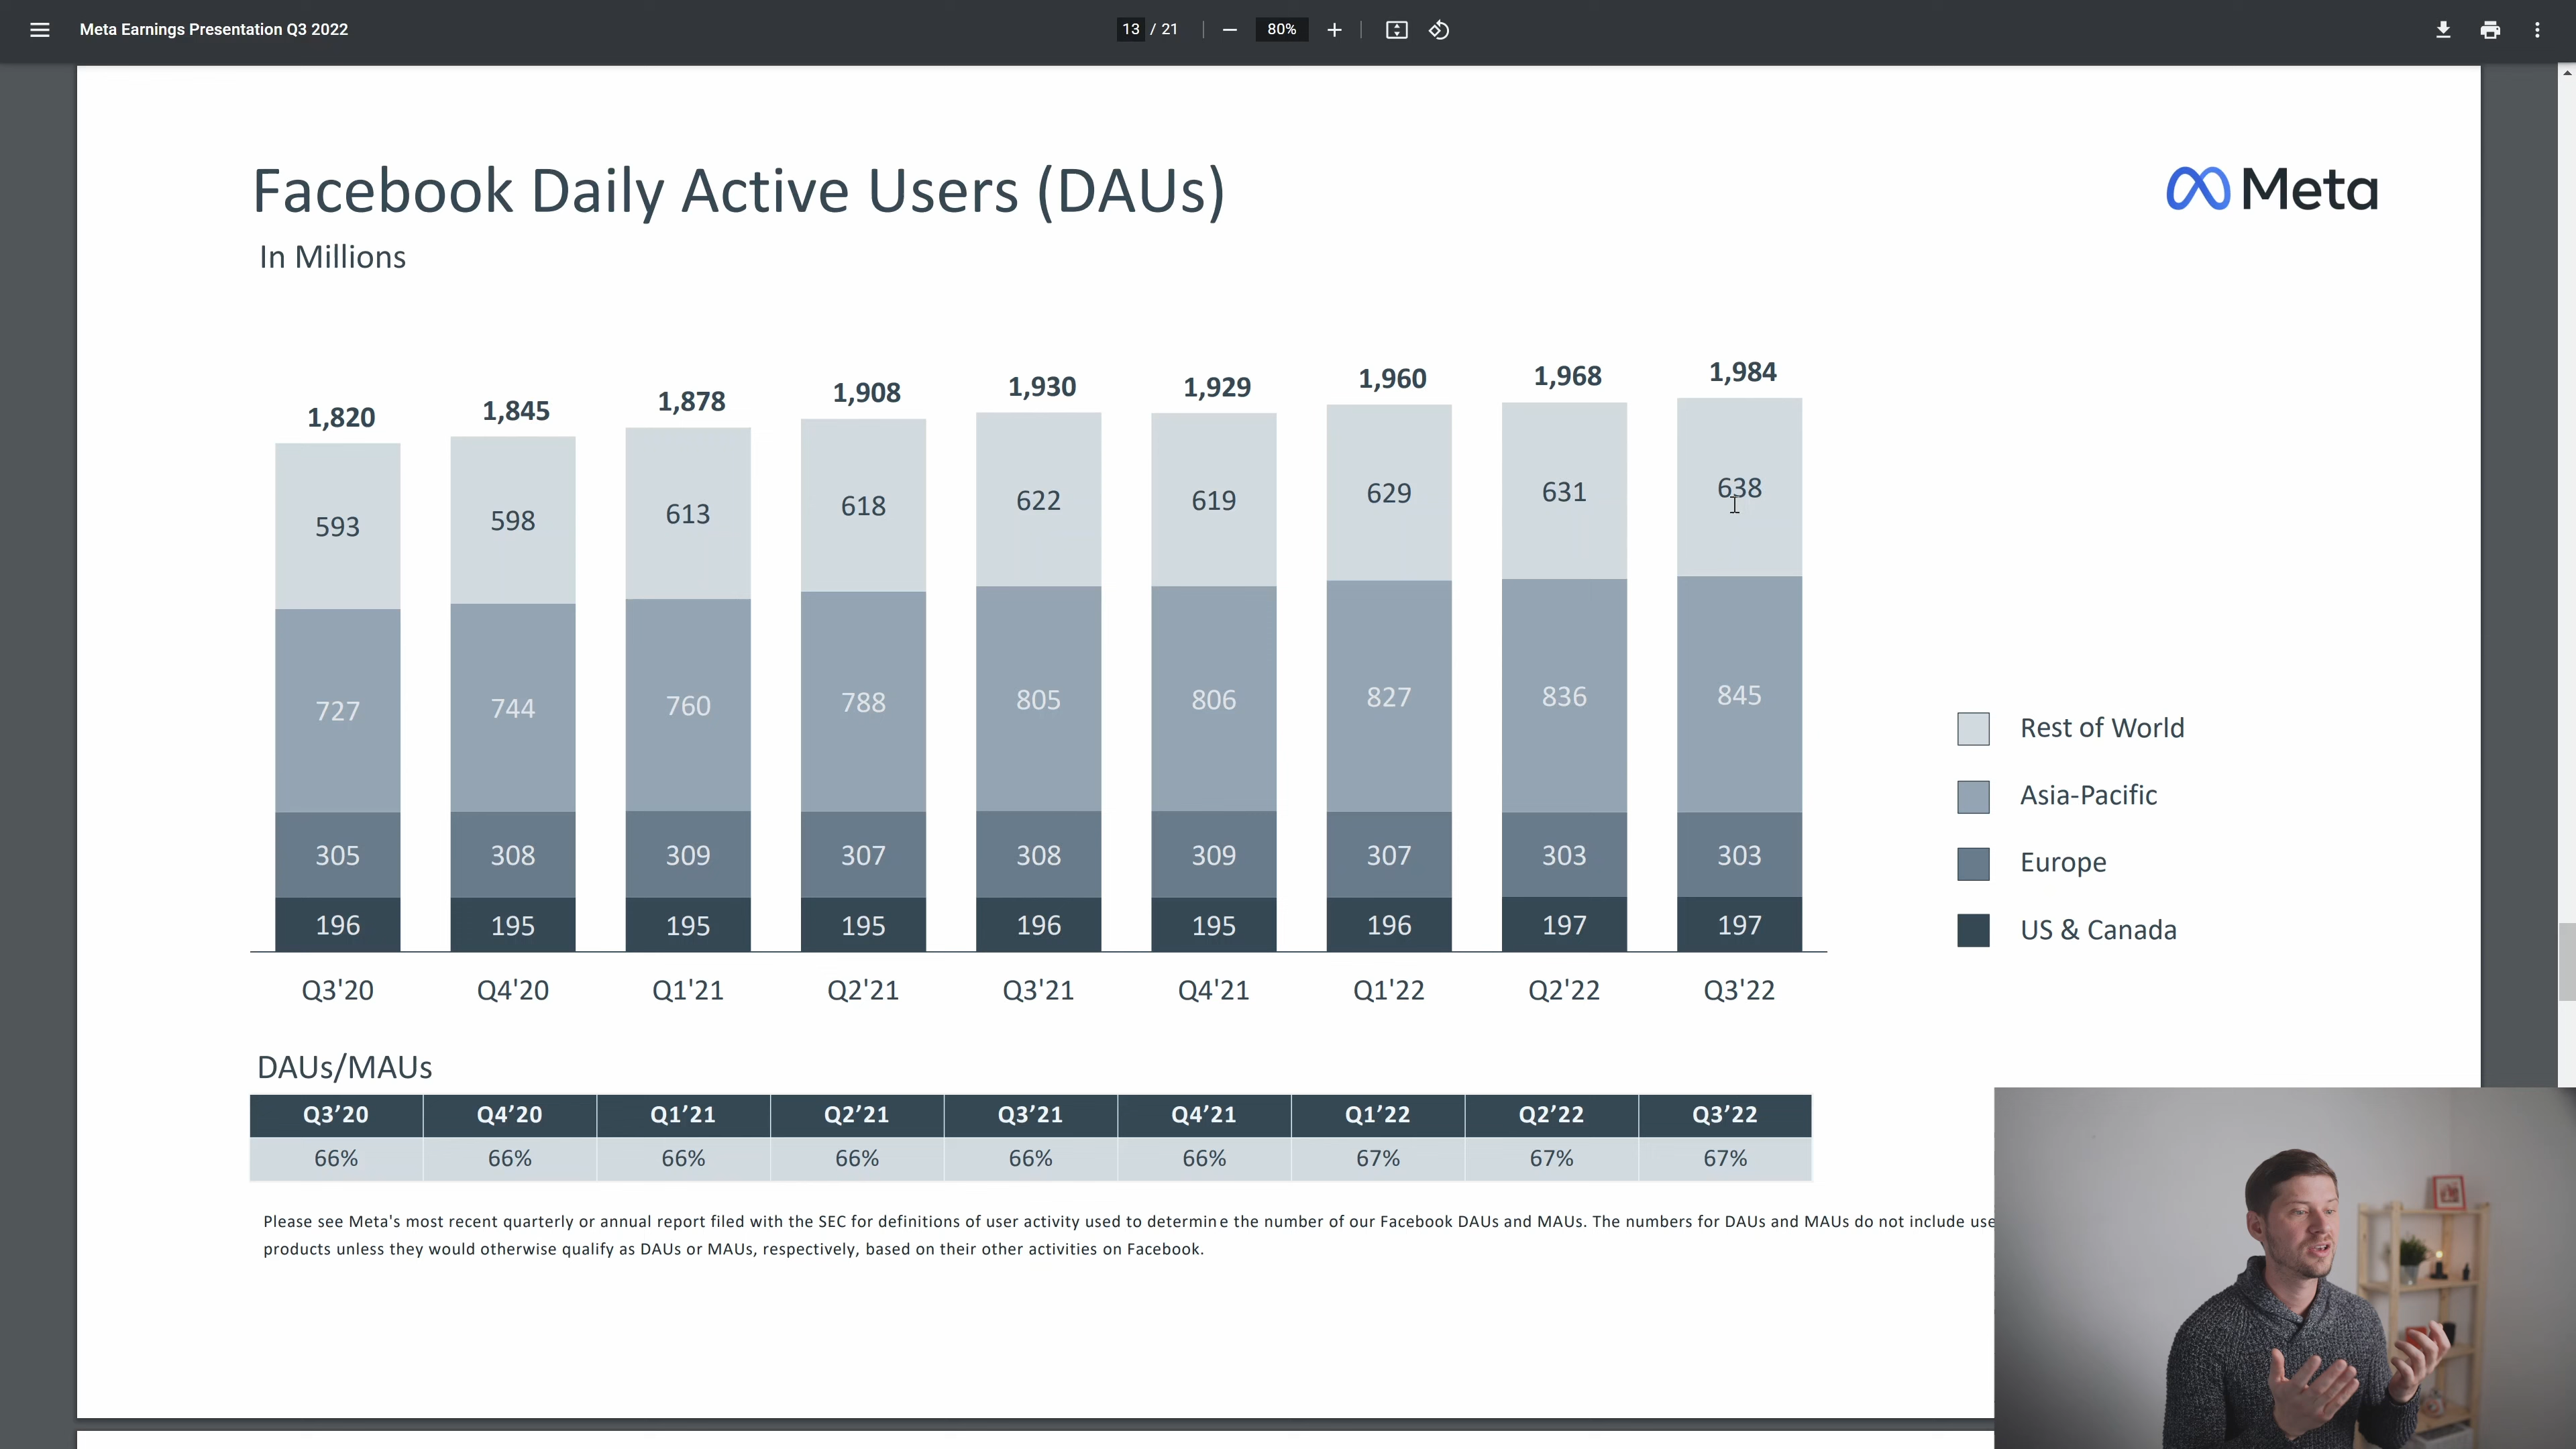 Meta Earnings Presentation Q3 2022
13 / 21
80%
Facebook Daily Active Users (DAUs)
In Millions
Meta
1,820 1,845 1,878 1,908 1,930 1,929 1,960 1,968 1,984
593 598 613 618 622 619 629 631 638
727 744 760 788 805 806 827 836 845
305 308 309 307 308 309 307 303 303
196 195 195 195 196 195 196 197 197
Q3'20 Q4'20 Q1'21 Q2'21 Q3'21 Q4'21 Q1'22 Q2'22 Q3'22
Rest of World
Asia-Pacific
Europe
US & Canada
DAUs/MAUs
Q3’20 Q4’20 Q1’21 Q2’21 Q3’21 Q4’21 Q1’22 Q2’22 Q3’22
66% 66% 66% 66% 66% 66% 67% 67% 67%
Please see Meta's most recent quarterly or annual report filed with the SEC for definitions of user activity used to determine the number of our Facebook DAUs and MAUs. The numbers for DAUs and MAUs do not include use
products unless they would otherwise qualify as DAUs or MAUs, respectively, based on their other activities on Facebook.